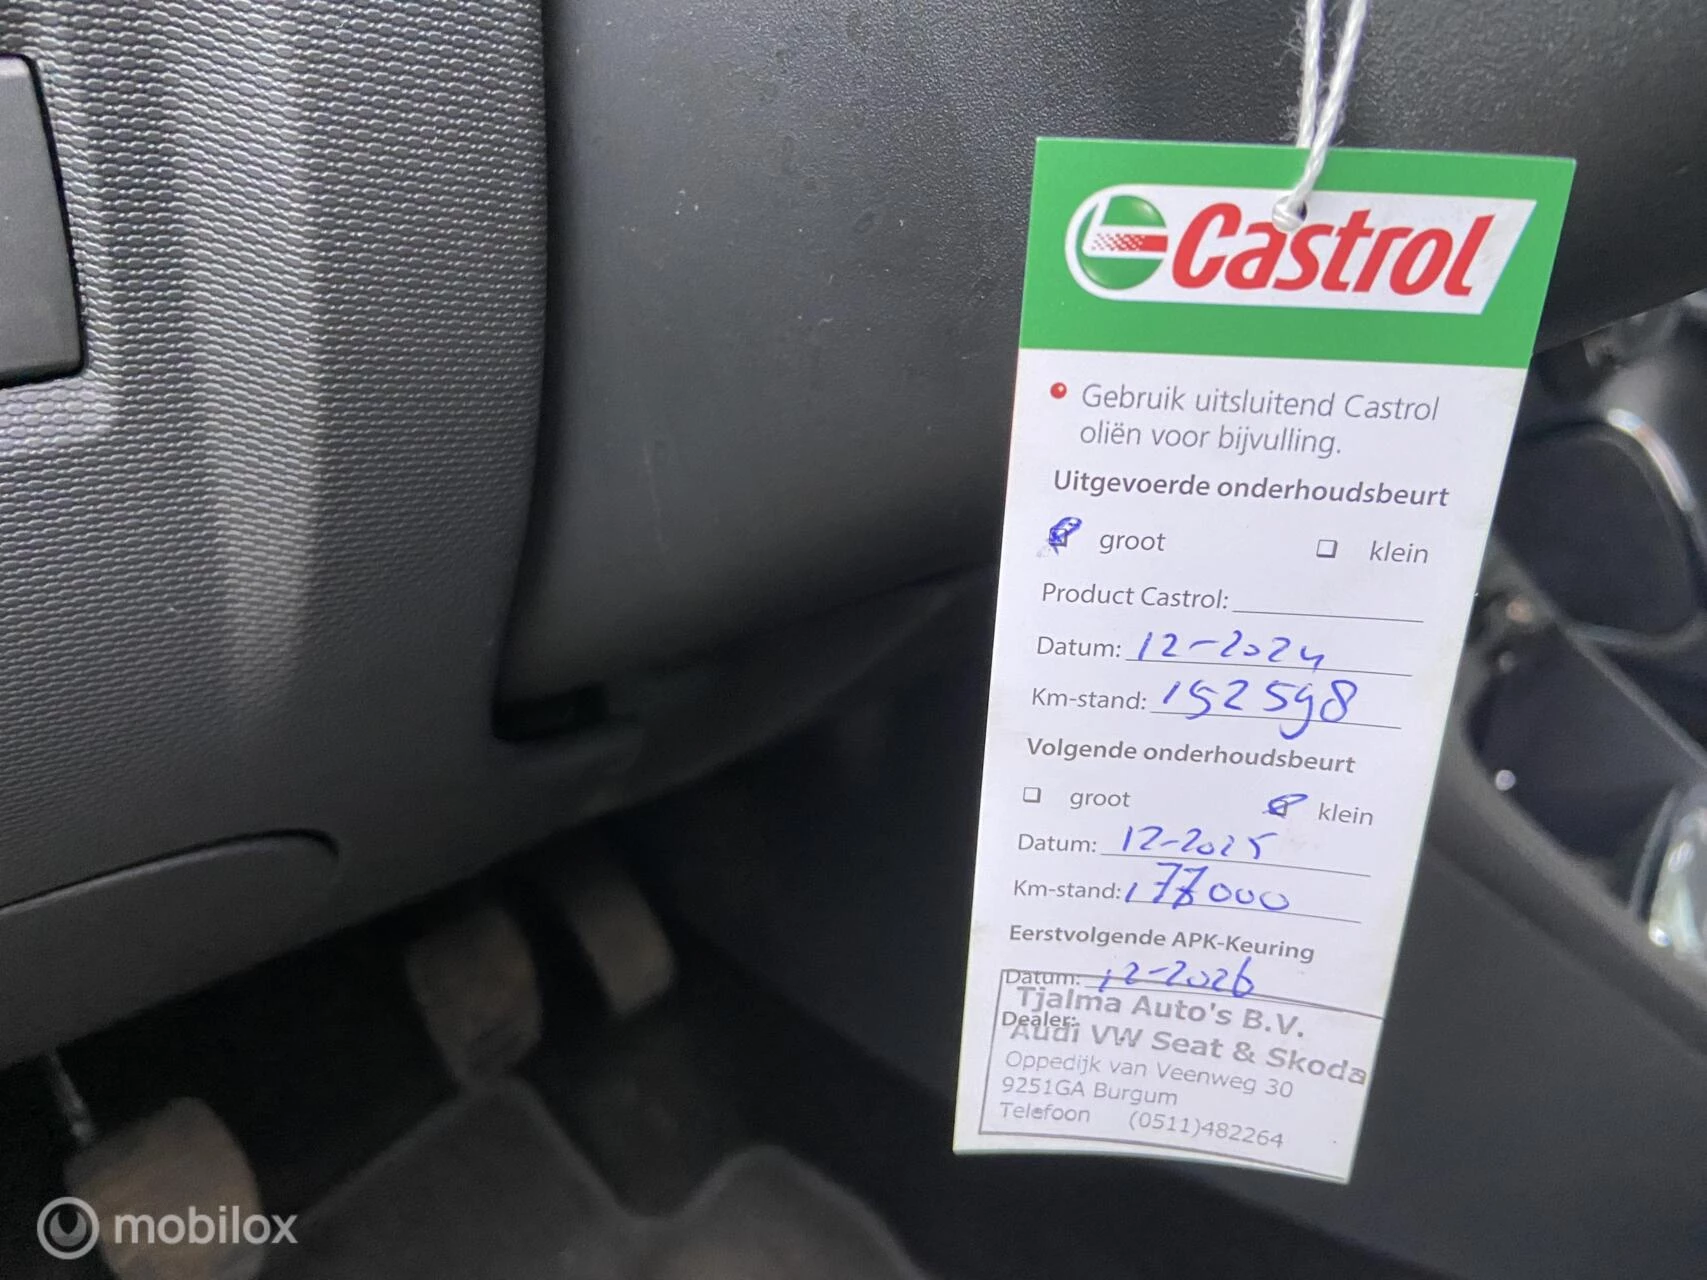 Castrol
Gebruik uitsluitend Castrol
oliën voor bijvulling.
Uitgevoerde onderhoudsbeurt
groot klein
Product Castrol:
Datum: 12-2024
Km-stand: 152598
Volgende onderhoudsbeurt
groot klein
Datum: 12-2025
Km-stand: 177000
Eerstvolgende APK-Keuring
Datum: 12-2026
Tjalma Auto's B.V.
Dealer:
Audi VW Seat & Skoda
Oppedijk van Veenweg 30
9251GA Burgum
Telefoon (0511)482264
mobilox